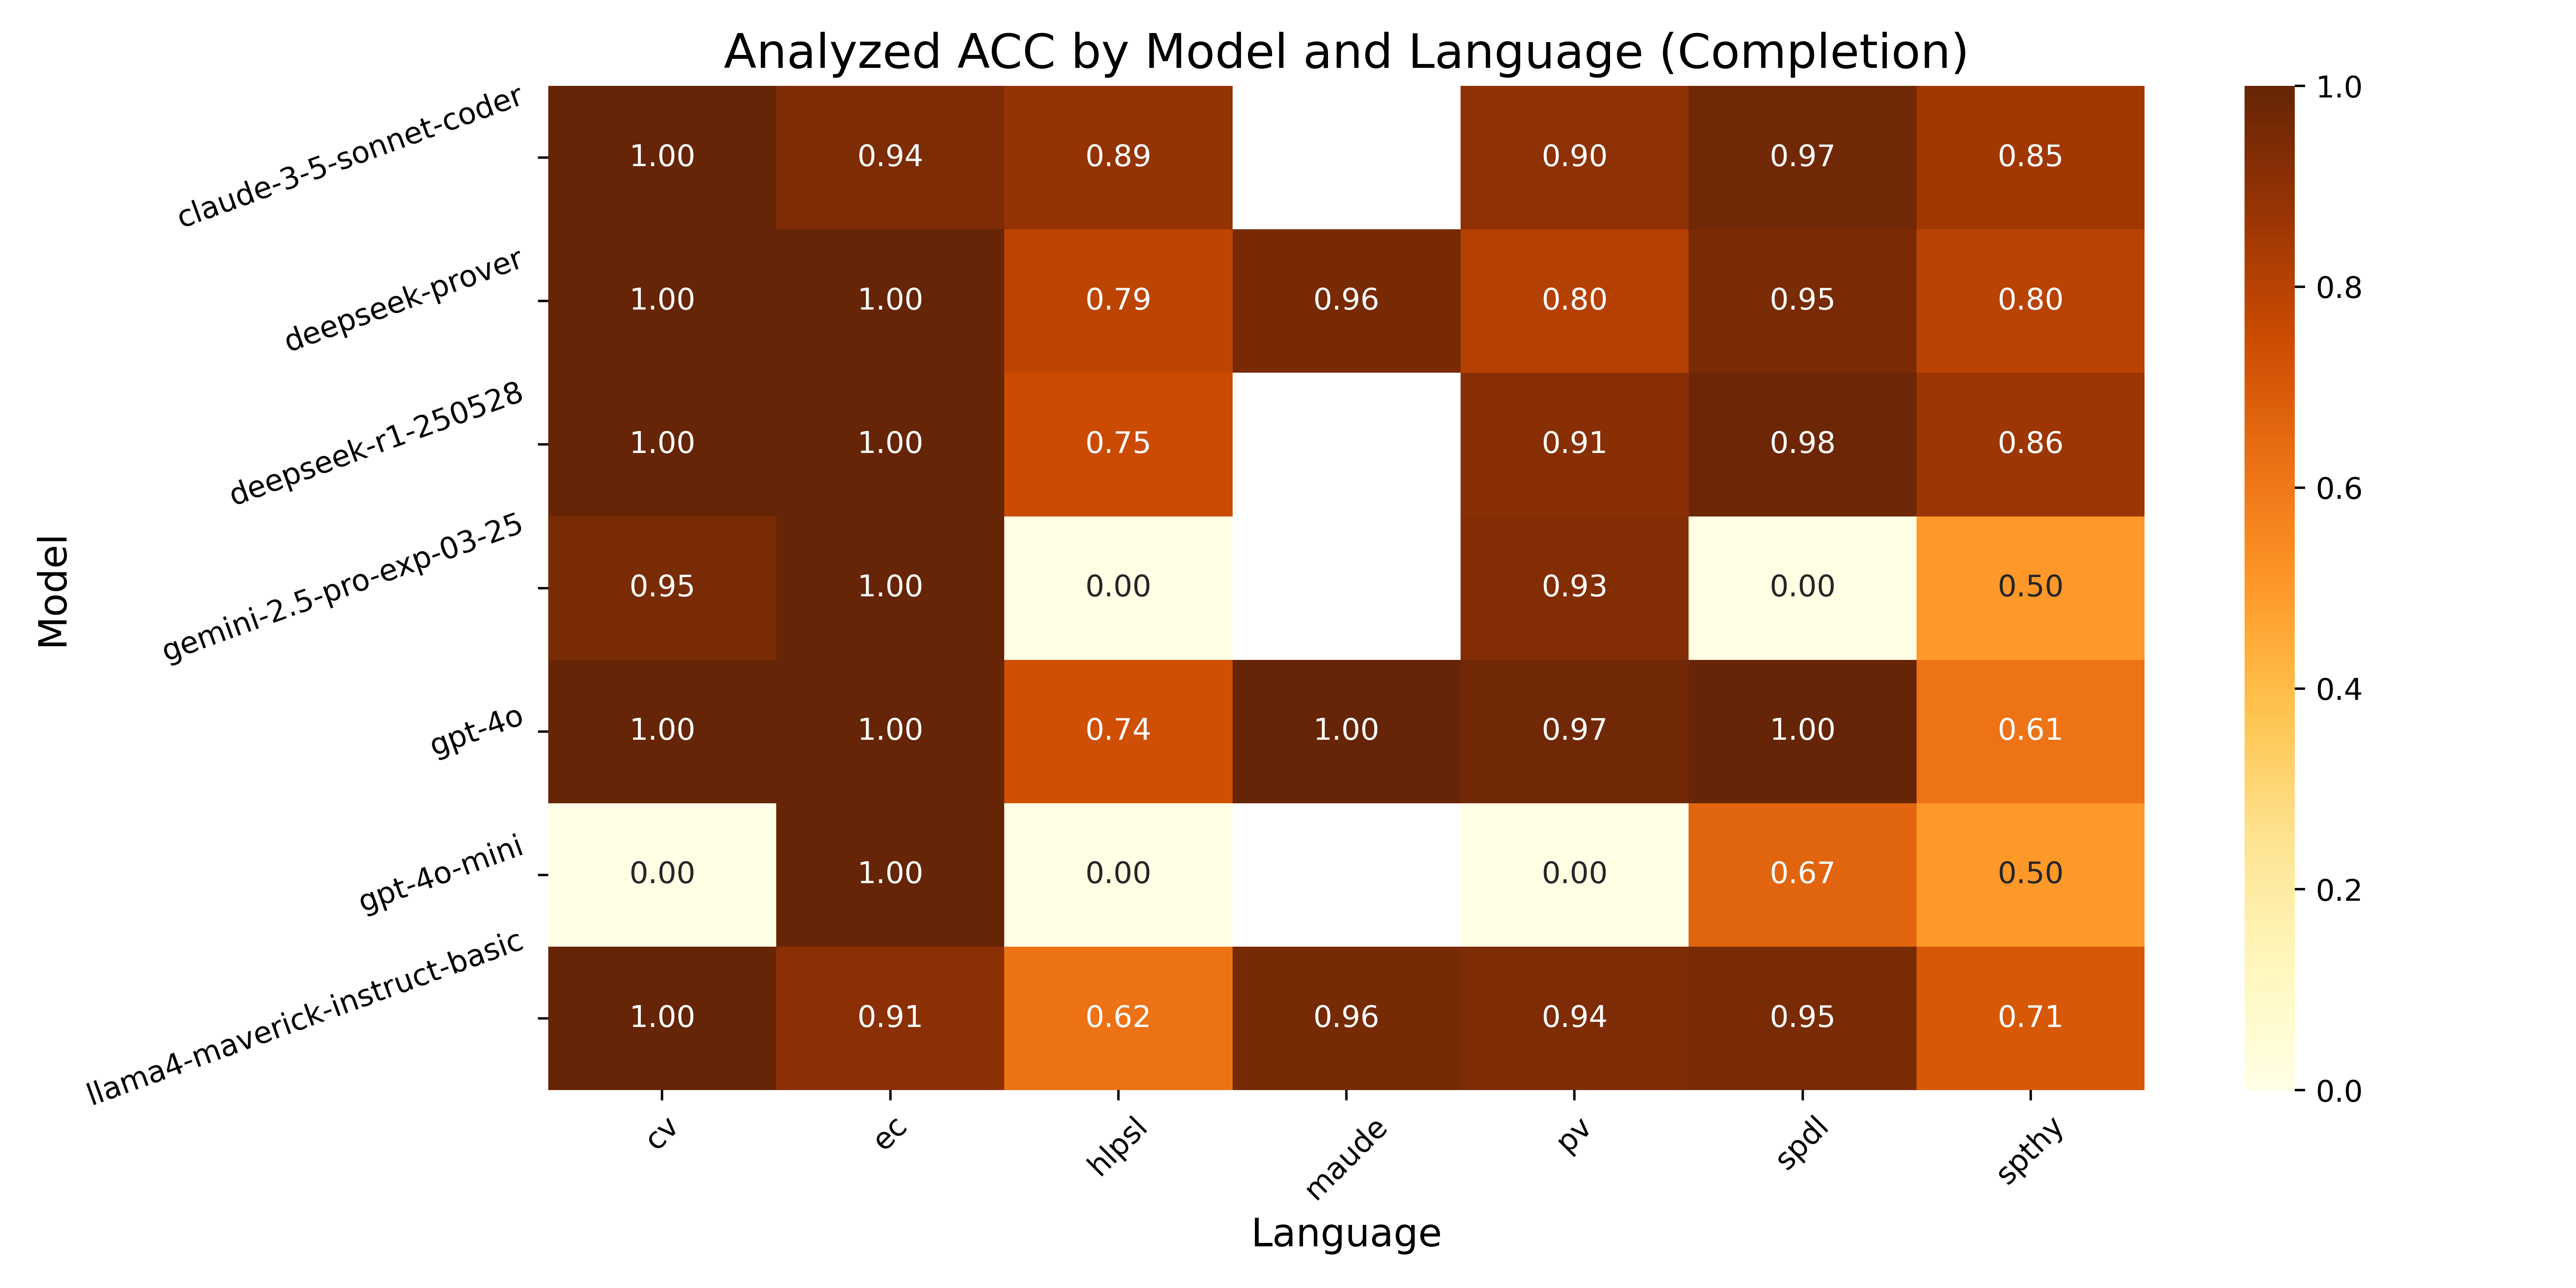 Analyzed ACC by Model and Language (Completion)
Model
claude-3-5-sonnet-coder 1.00 0.94 0.89 0.90 0.97 0.85
deepseek-prover 1.00 1.00 0.79 0.96 0.80 0.95 0.80
deepseek-r1-250528 1.00 1.00 0.75 0.91 0.98 0.86
gemini-2.5-pro-exp-03-25 0.95 1.00 0.00 0.93 0.00 0.50
gpt-4o 1.00 1.00 0.74 1.00 0.97 1.00 0.61
gpt-4o-mini 0.00 1.00 0.00 0.00 0.67 0.50
llama4-maverick-instruct-basic 1.00 0.91 0.62 0.96 0.94 0.95 0.71
cv ec hlpsl maude pv spdl spthy
Language
1.0
0.8
0.6
0.4
0.2
0.0